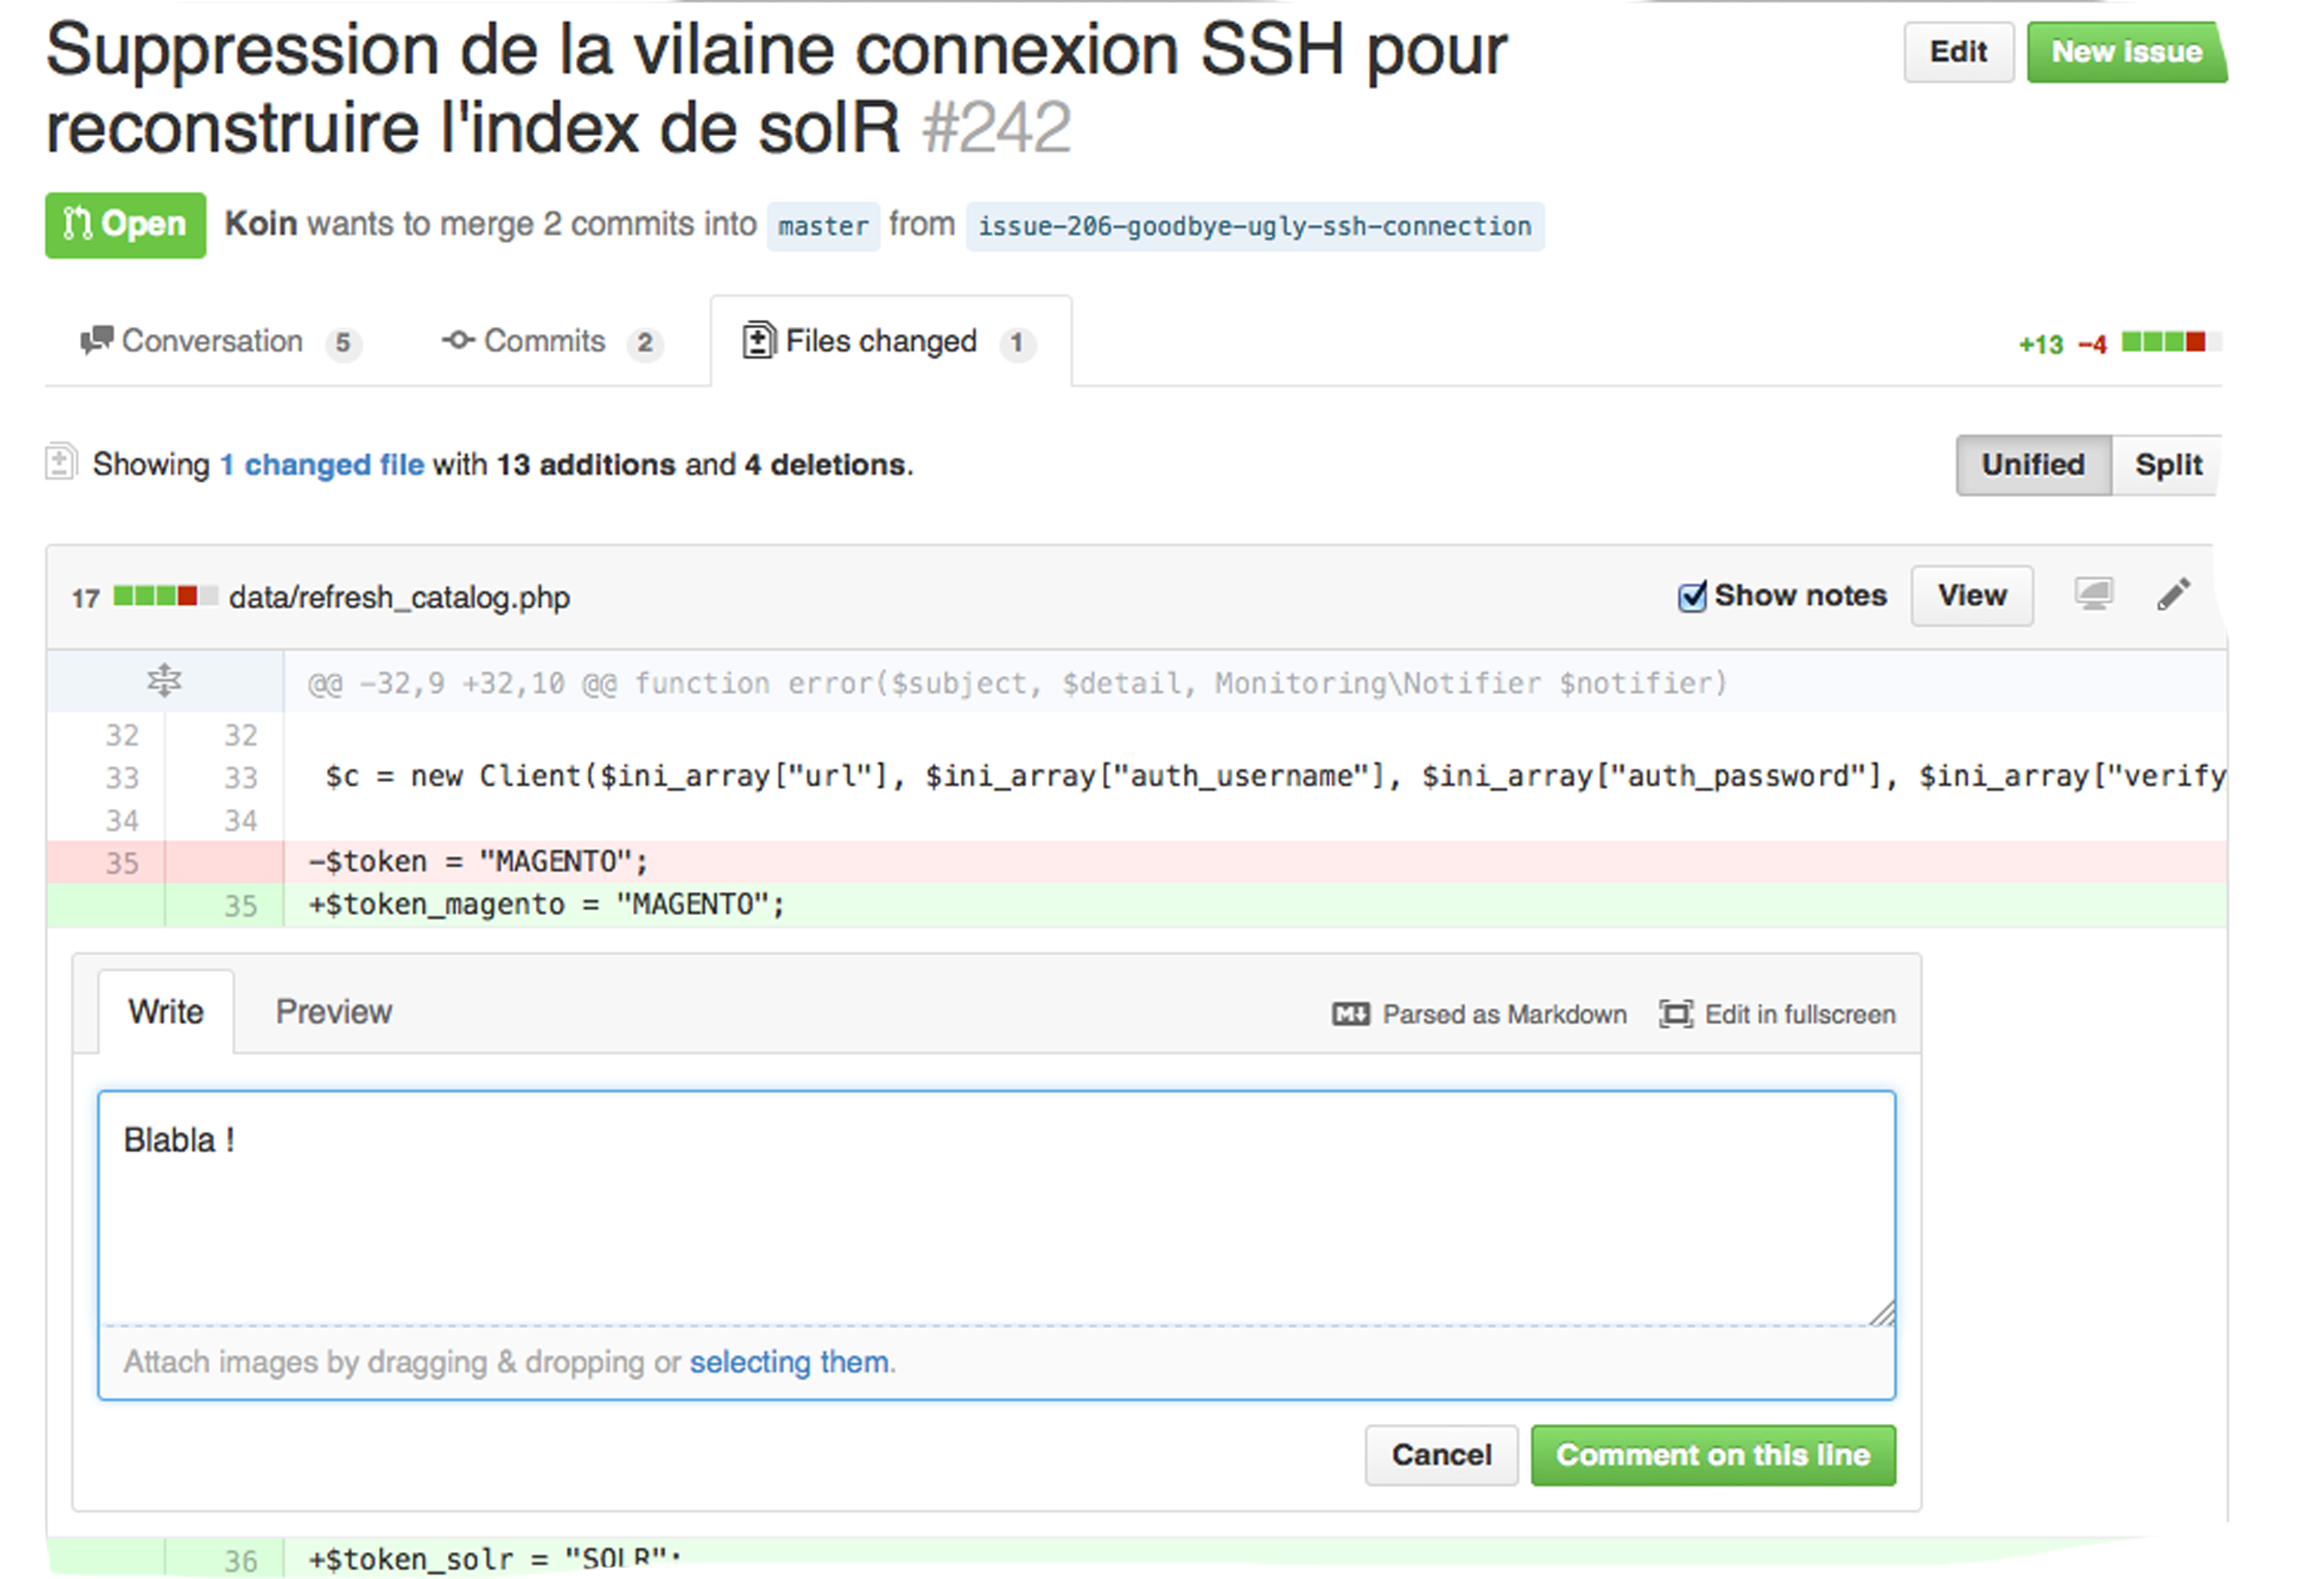 Suppression de la vilaine connexion SSH pour
reconstruire l'index de solR #242
Edit New issue
Open Koin wants to merge 2 commits into master from issue-206-goodbye-ugly-ssh-connection
Conversation 5 Commits 2 Files changed 1 +13 −4
Showing 1 changed file with 13 additions and 4 deletions. Unified Split
17 data/refresh_catalog.php Show notes View
@@ -32,9 +32,10 @@ function error($subject, $detail, Monitoring\Notifier $notifier)
32 32
33 33 $c = new Client($ini_array["url"], $ini_array["auth_username"], $ini_array["auth_password"], $ini_array["verify
34 34
35 -$token = "MAGENTO";
35 +$token_magento = "MAGENTO";
Write Preview Parsed as Markdown Edit in fullscreen
Blabla !
Attach images by dragging & dropping or selecting them.
Cancel Comment on this line
36 +$token_solr = "SOLR";